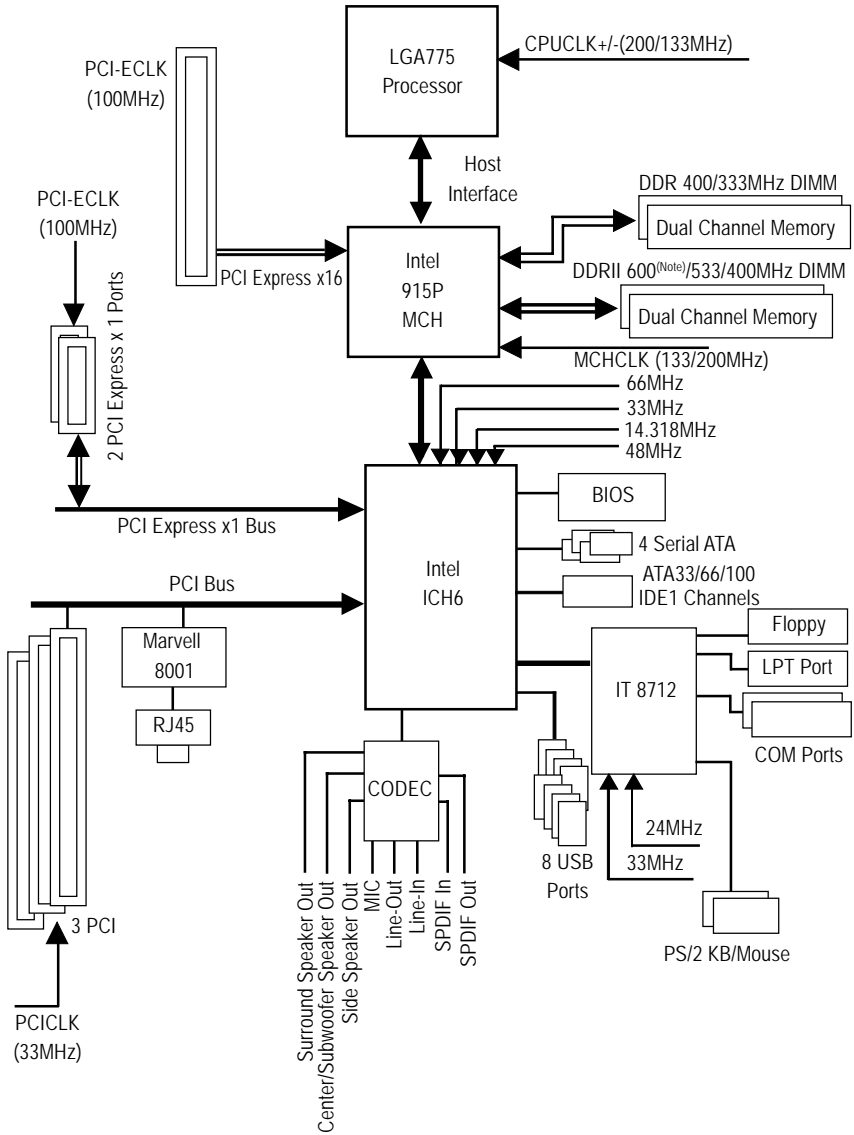 LGA775
Processor
CPUCLK+/-(200/133MHz)
PCI-ECLK
(100MHz)
Host
Interface
PCI-ECLK
(100MHz)
DDR 400/333MHz DIMM
Dual Channel Memory
Intel
915P
MCH
PCI Express x16
DDRII 600(Note)/533/400MHz DIMM
Dual Channel Memory
MCHCLK (133/200MHz)
2 PCI Express x 1 Ports
66MHz
33MHz
14.318MHz
48MHz
BIOS
PCI Express x1 Bus
4 Serial ATA
Intel
ICH6
ATA33/66/100
IDE1 Channels
PCI Bus
Marvell
8001
RJ45
IT 8712
Floppy
LPT Port
COM Ports
CODEC
24MHz
33MHz
8 USB
Ports
PS/2 KB/Mouse
Surround Speaker Out
Center/Subwoofer Speaker Out
Side Speaker Out
MIC
Line-Out
Line-In
SPDIF In
SPDIF Out
3 PCI
PCICLK
(33MHz)